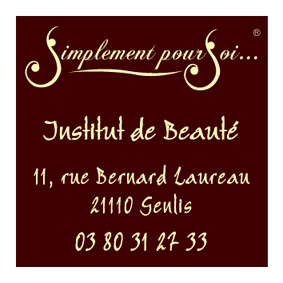 Simplement pour Soi... ®
Institut de Beauté
11, rue Bernard Laureau
21110 Genlis
03 80 31 27 33